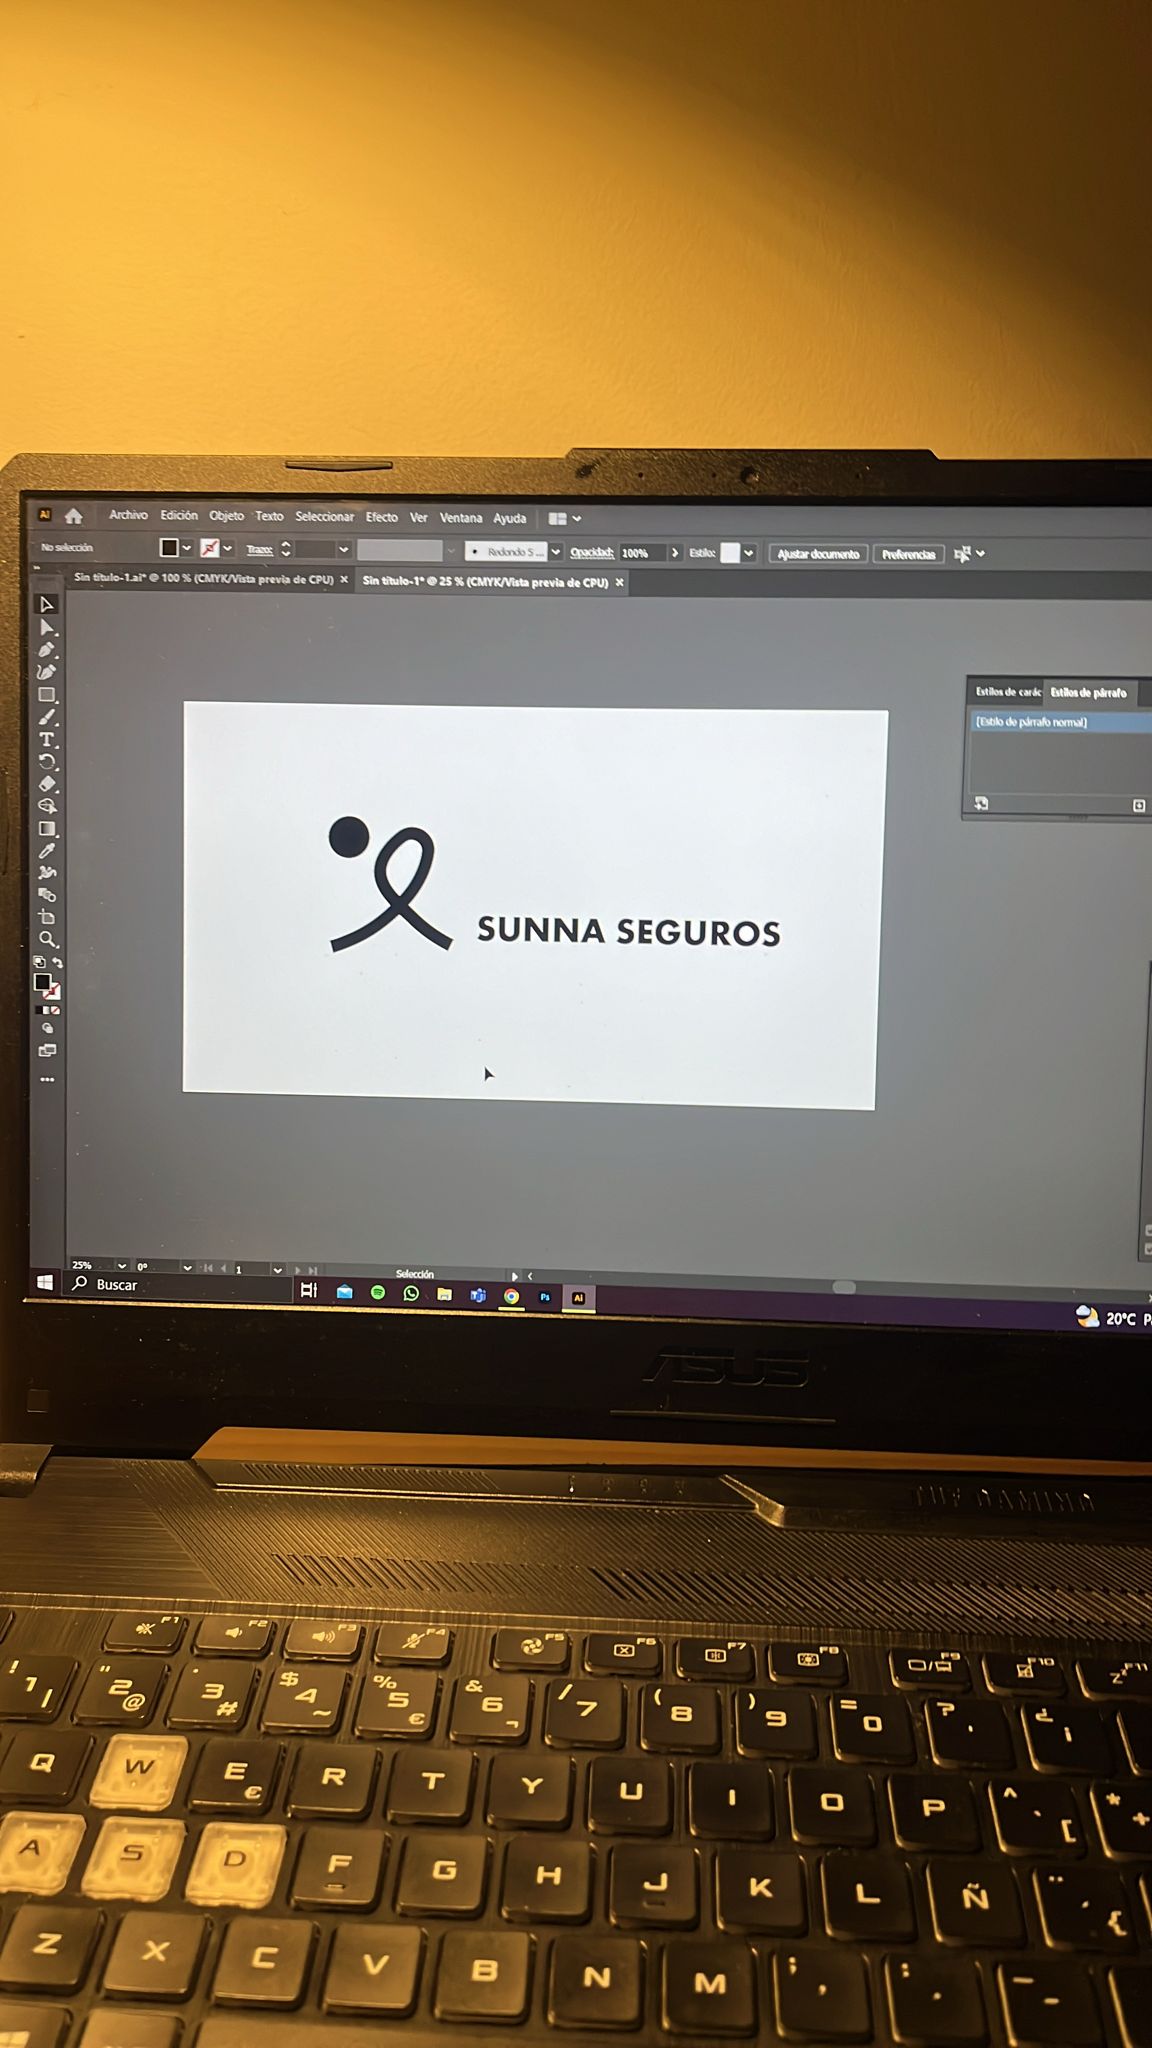 Ai Archivo Edición Objeto Texto Seleccionar Efecto Ver Ventana Ayuda
No selección Trazo: Redondo 5 ... Opacidad: 100% Estilo: Ajustar documento Preferencias
Sin título-1.ai* @ 100 % (CMYK/Vista previa de CPU) × Sin título-1* @ 25 % (CMYK/Vista previa de CPU) ×
Estilos de carác Estilos de párrafo
[Estilo de párrafo normal]
SUNNA SEGUROS
25% 0° 1 Selección
Buscar Ps Ai 20°C
ASUS
TUF GAMING
F1 F2 F3 F4 F5 F6 F7 F8 F9 F10 F11
! 1 | " 2 @ · 3 # $ 4 ~ % 5 € & 6 ¬ / 7 ( 8 ) 9 = 0 ? ' ¿ ¡
Q W E € R T Y U I O P ^ ` [ * +
A S D F G H J K L Ñ ¨ ´ {
Z X C V B N M ; , : . _ -